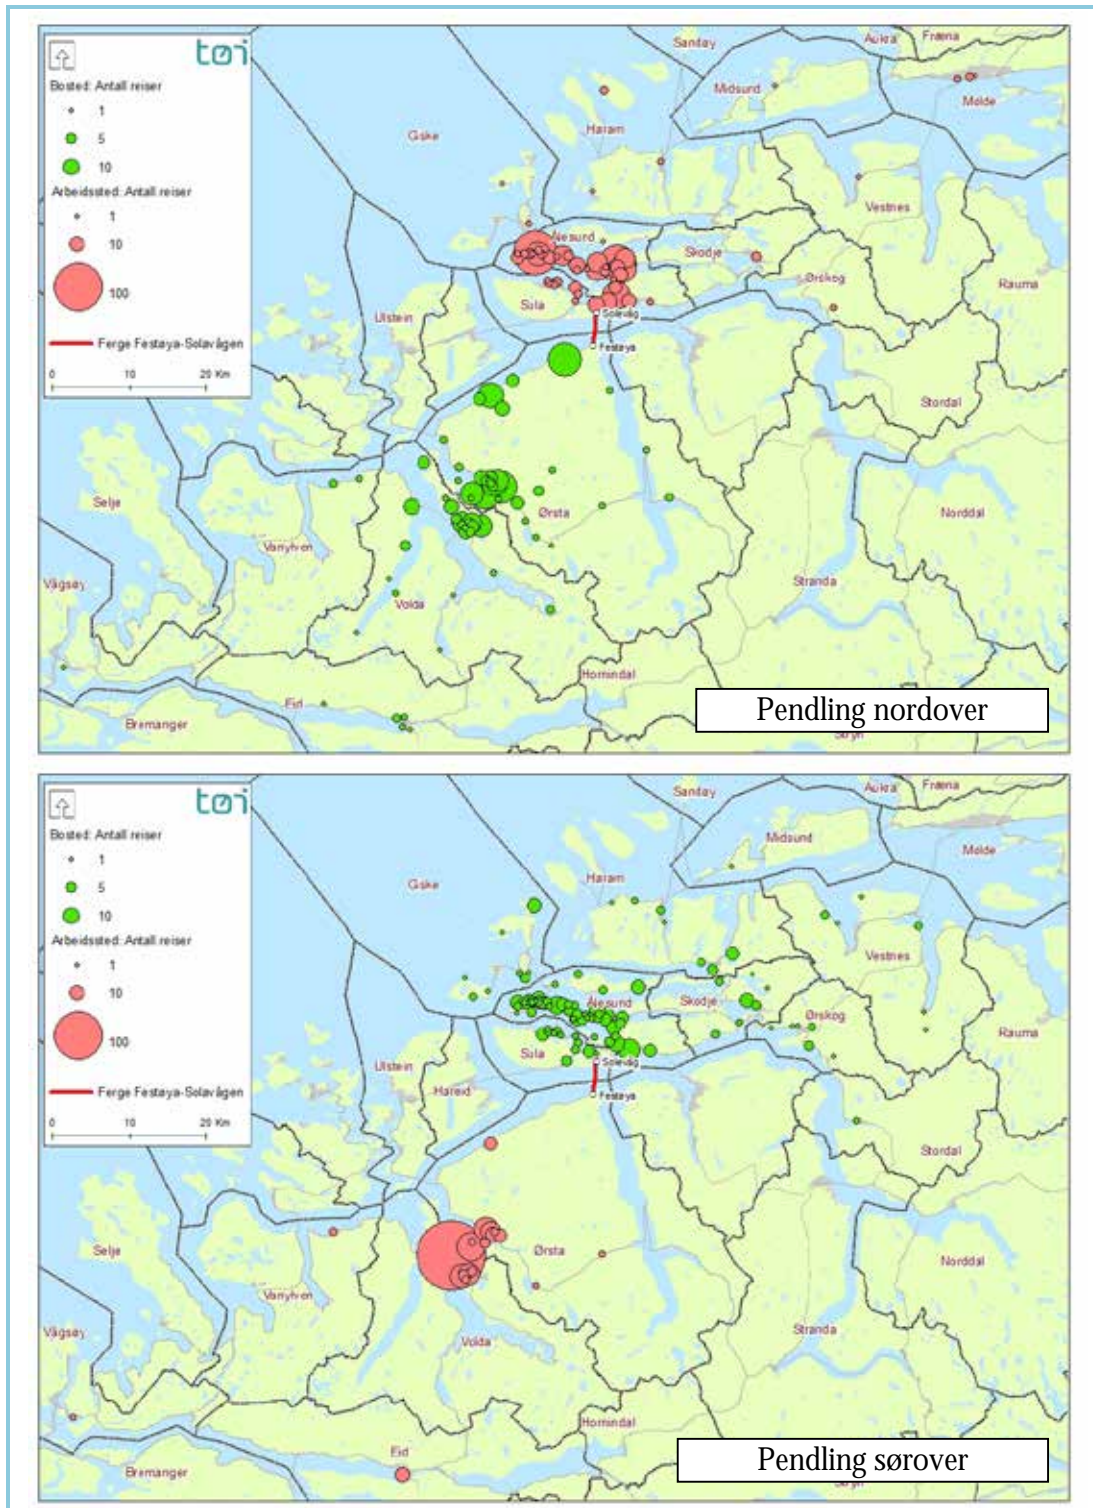 tøi
Bosted: Antall reiser
1
5
10
Arbeidssted: Antall reiser
1
10
100
Ferge Festøya-Solavågen
0 10 20 Km
Sandøy
Aukra
Fræna
Midsund
Molde
Giske
Haram
Vestnes
Ålesund
Skodje
Ørskog
Rauma
Sula
Solevåg
Ulstein
Festøya
Stordal
Selje
Ørsta
Norddal
Vanylven
Vågsøy
Volda
Stranda
Hornindal
Eid
Bremanger
Pendling nordover
Stryn
tøi
Bosted: Antall reiser
1
5
10
Arbeidssted: Antall reiser
1
10
100
Ferge Festøya-Solavågen
0 10 20 Km
Sandøy
Aukra
Fræna
Midsund
Molde
Giske
Haram
Vestnes
Ålesund
Skodje
Ørskog
Rauma
Sula
Solevåg
Ulstein
Hareid
Festøya
Stordal
Selje
Ørsta
Norddal
Vanylven
Vågsøy
Volda
Stranda
Hornindal
Eid
Bremanger
Pendling sørover
Stryn